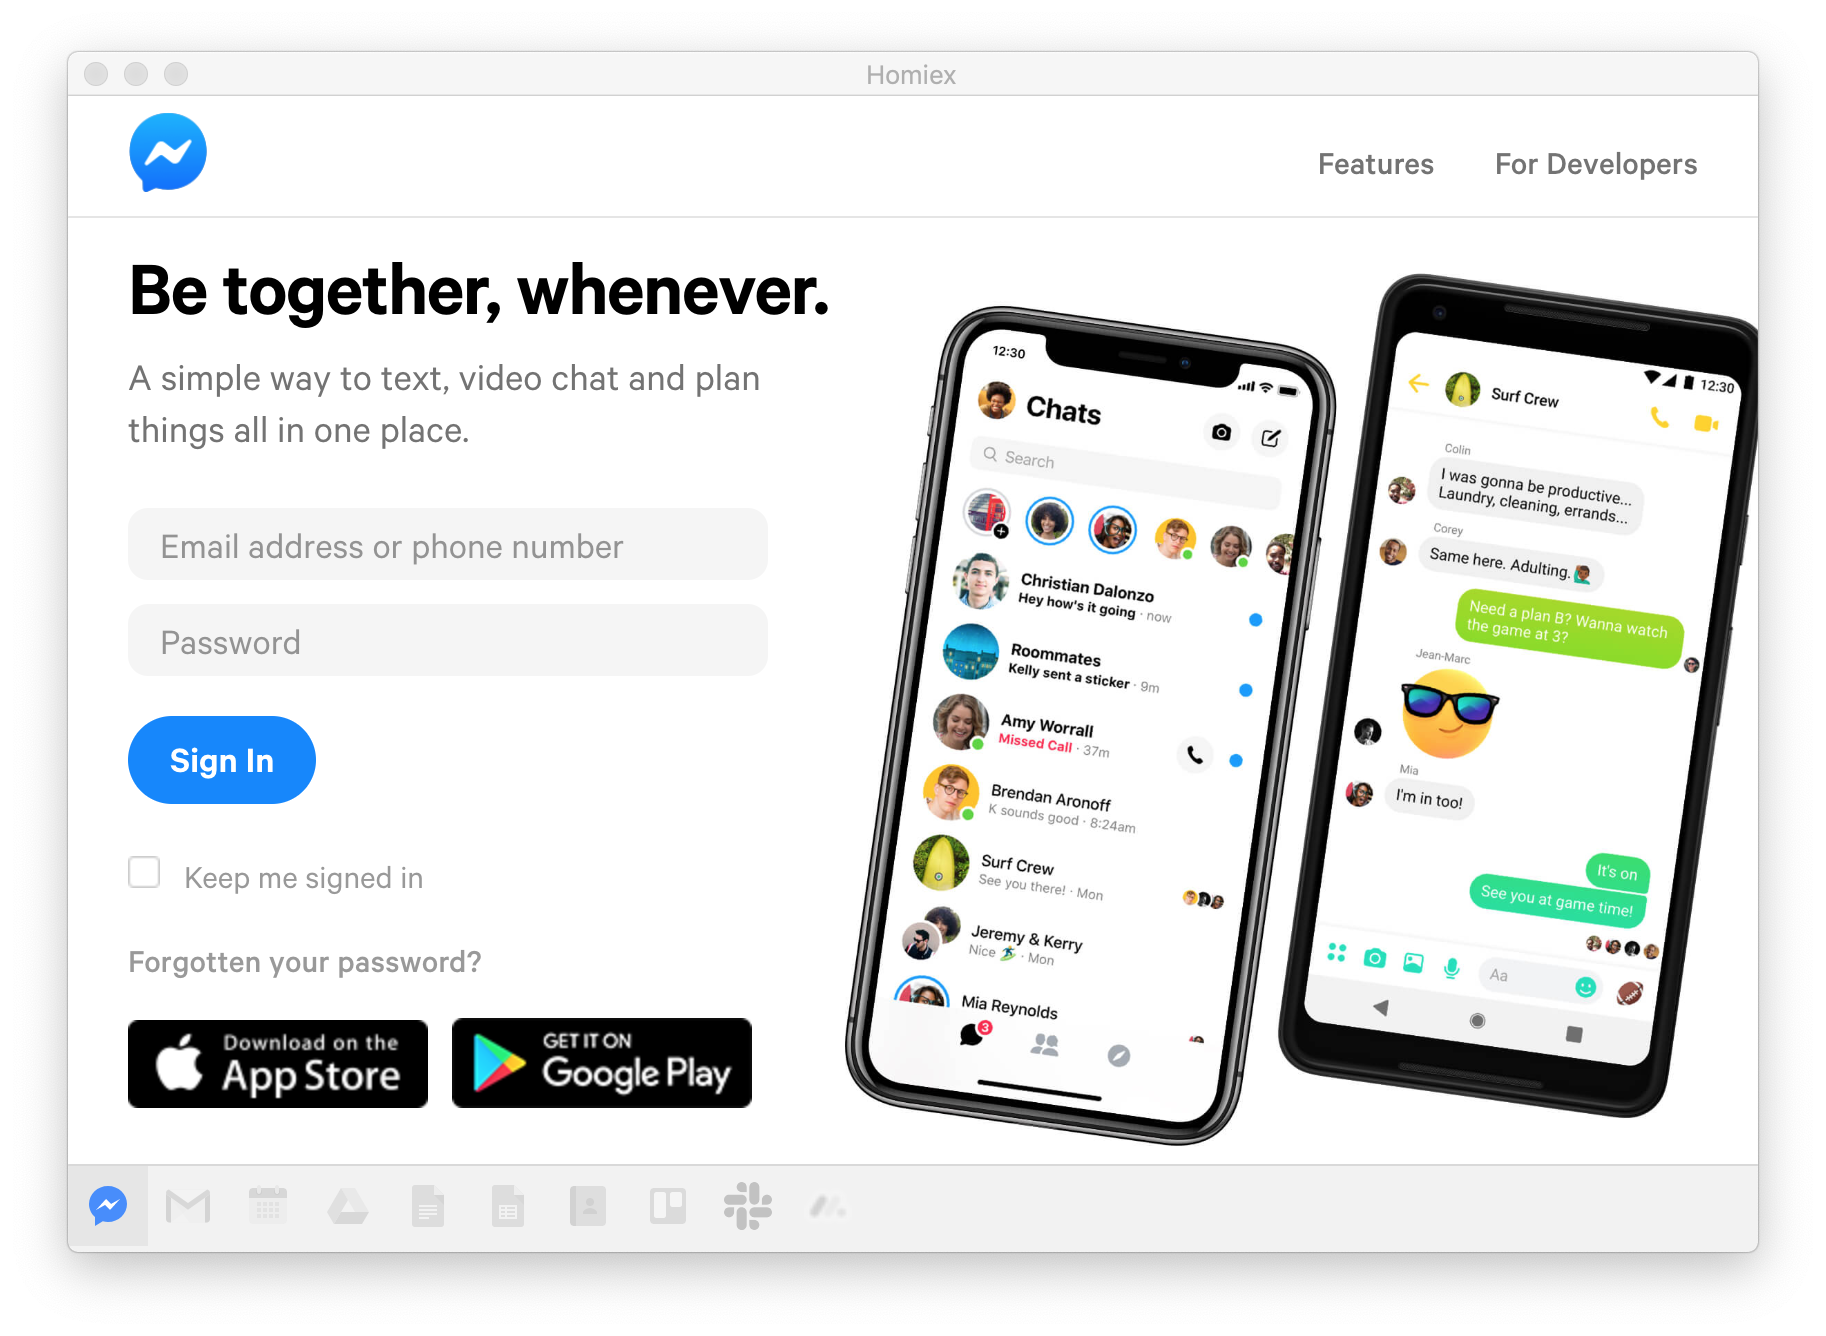 Homiex
Features
For Developers
Be together, whenever.
A simple way to text, video chat and plan
things all in one place.
Email address or phone number
Password
Sign In
Keep me signed in
Forgotten your password?
Download on the
App Store
GET IT ON
Google Play
12:30
Chats
Search
Christian Dalonzo
Hey how's it going · now
Roommates
Kelly sent a sticker · 9m
Amy Worrall
Missed Call · 37m
Brendan Aronoff
K sounds good · 8:24am
Surf Crew
See you there! · Mon
Jeremy & Kerry
Nice 🏄 · Mon
Mia Reynolds
3
12:30
Surf Crew
Colin
I was gonna be productive...
Laundry, cleaning, errands...
Corey
Same here. Adulting. 🙋🏾‍♂️
Need a plan B? Wanna watch
the game at 3?
Jean-Marc
Mia
I'm in too!
It's on
See you at game time!
Aa